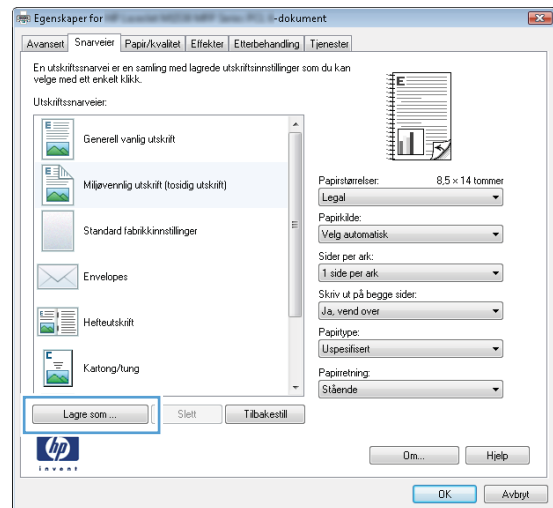 Egenskaper for -dokument
Avansert Snarveier Papir/kvalitet Effekter Etterbehandling Tjenester
En utskriftssnarvei er en samling med lagrede utskriftsinnstillinger som du kan
velge med ett enkelt klikk.
Utskriftssnarveier:
Generell vanlig utskrift
Miljøvennlig utskrift (tosidig utskrift)
Standard fabrikkinnstillinger
Envelopes
Hefteutskrift
Kartong/tung
Lagre som ...
Slett
Tilbakestill
Papirstørrelser: 8,5 × 14 tommer
Legal
Papirkilde:
Velg automatisk
Sider per ark:
1 side per ark
Skriv ut på begge sider:
Ja, vend over
Papirtype:
Uspesifisert
Papirretning:
Stående
hp
invent
Om...
Hjelp
OK
Avbryt